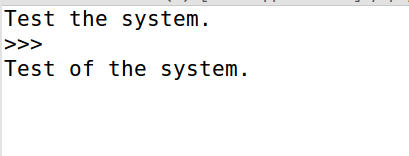 Test the system.
>>>
Test of the system.